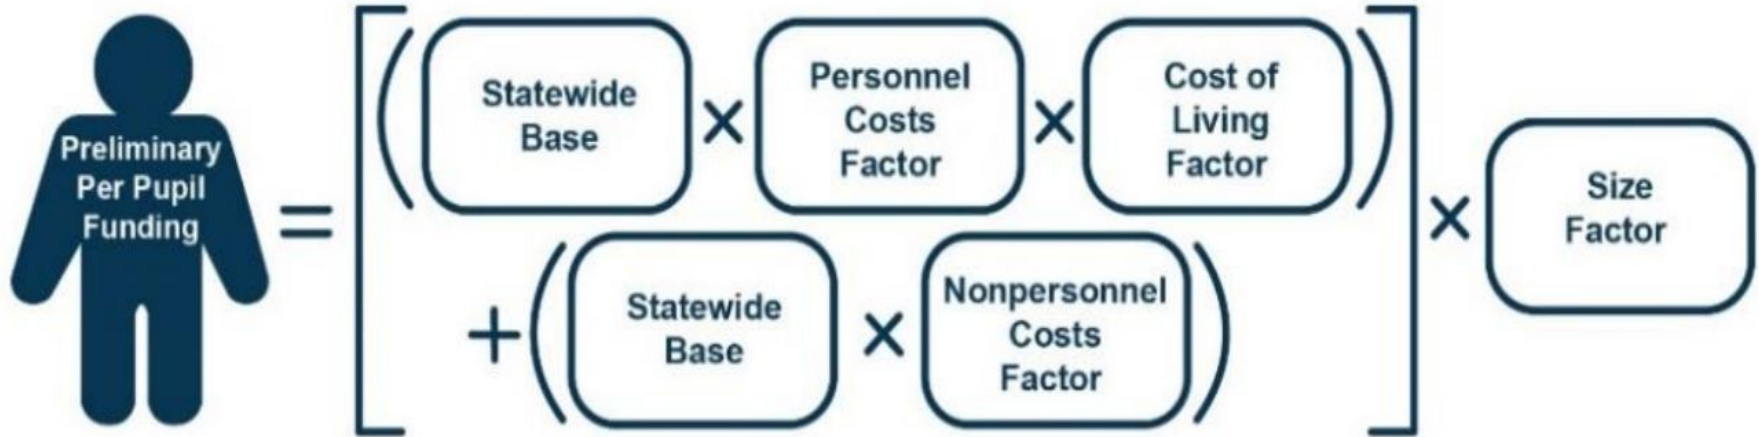 Preliminary
Per Pupil
Funding
=
[
(
Statewide
Base
×
Personnel
Costs
Factor
×
Cost of
Living
Factor
)
+
(
Statewide
Base
×
Nonpersonnel
Costs
Factor
)
]
×
Size
Factor